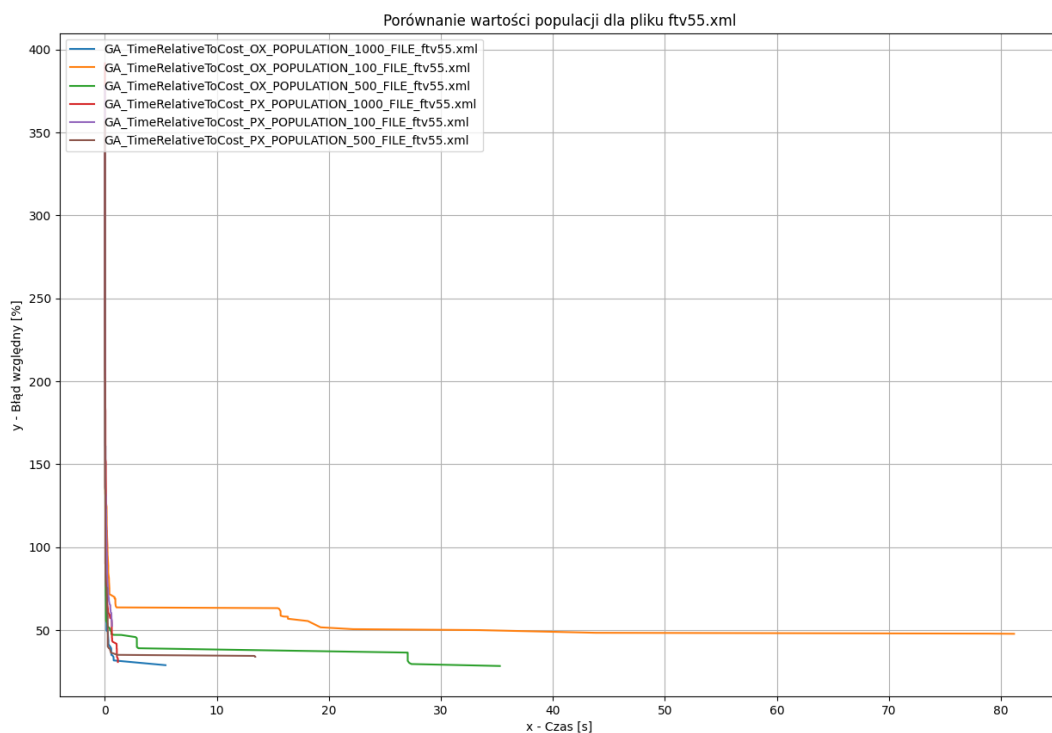 Porównanie wartości populacji dla pliku ftv55.xml
GA_TimeRelativeToCost_OX_POPULATION_1000_FILE_ftv55.xml
GA_TimeRelativeToCost_OX_POPULATION_100_FILE_ftv55.xml
GA_TimeRelativeToCost_OX_POPULATION_500_FILE_ftv55.xml
GA_TimeRelativeToCost_PX_POPULATION_1000_FILE_ftv55.xml
GA_TimeRelativeToCost_PX_POPULATION_100_FILE_ftv55.xml
GA_TimeRelativeToCost_PX_POPULATION_500_FILE_ftv55.xml
400
350
300
250
200
150
100
50
y - Błąd względny [%]
0 10 20 30 40 50 60 70 80
x - Czas [s]